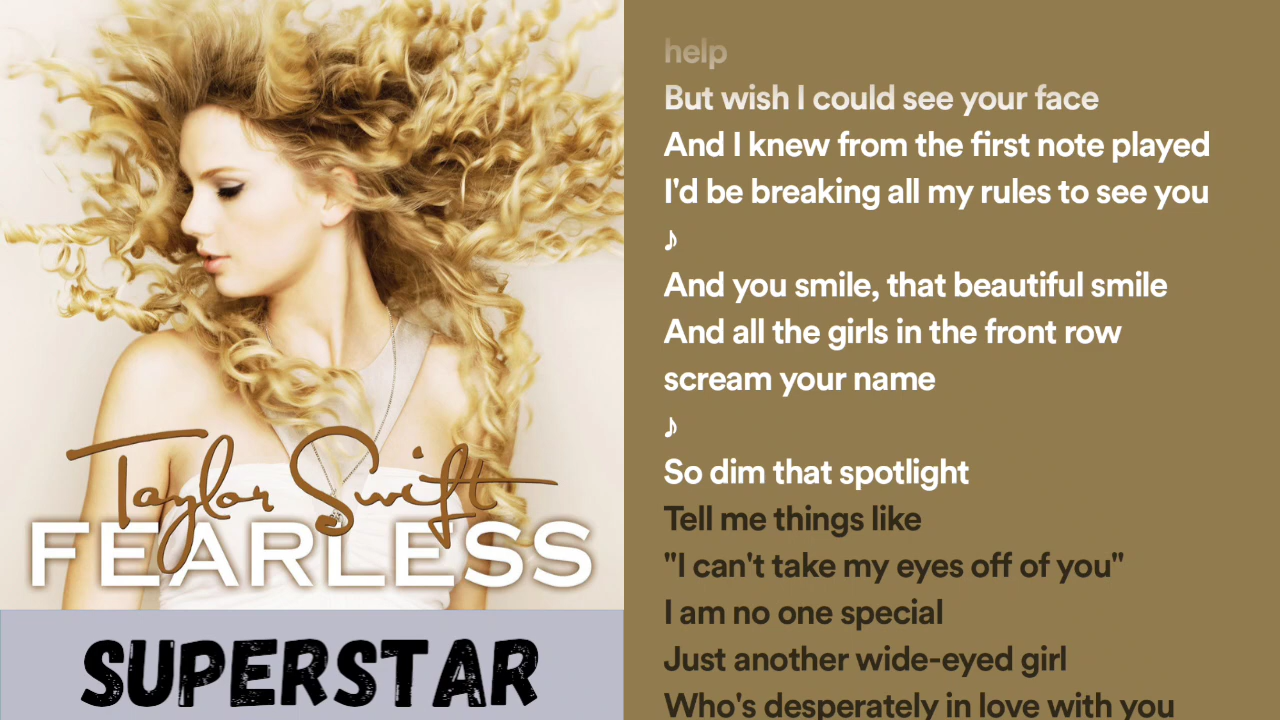 Taylor Swift
FEARLESS
SUPERSTAR
help
But wish I could see your face
And I knew from the first note played
I'd be breaking all my rules to see you
♪
And you smile, that beautiful smile
And all the girls in the front row
scream your name
♪
So dim that spotlight
Tell me things like
"I can't take my eyes off of you"
I am no one special
Just another wide-eyed girl
Who's desperately in love with you